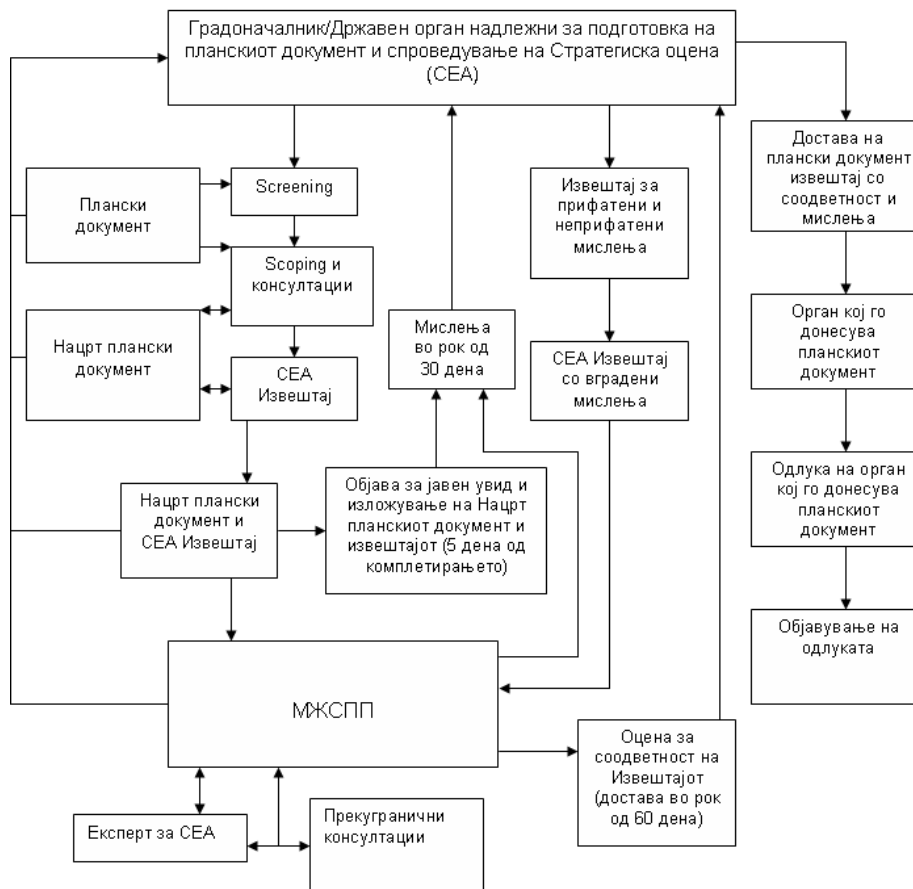 Градоначалник/Државен орган надлежни за подготовка на
планскиот документ и спроведување на Стратегиска оцена
(СЕА)
Screening
Плански
документ
Scoping и
консултации
Нацрт плански
документ
СЕА
Извештај
Нацрт плански
документ и
СЕА Извештај
Објава за јавен увид и
изложување на Нацрт
планскиот документ и
извештајот (5 дена од
комплетирањето)
Мислења
во рок од
30 дена
Извештај за
прифатени и
неприфатени
мислења
СЕА Извештај
со вградени
мислења
Достава на
плански документ
извештај со
соодветност и
мислења
Орган кој го
донесува
планскиот
документ
Одлука на орган
кој го донесува
планскиот
документ
Објавување на
одлуката
МЖСПП
Оцена за
соодветност на
Извештајот
(достава во рок
од 60 дена)
Експерт за СЕА
Прекугранични
консултации